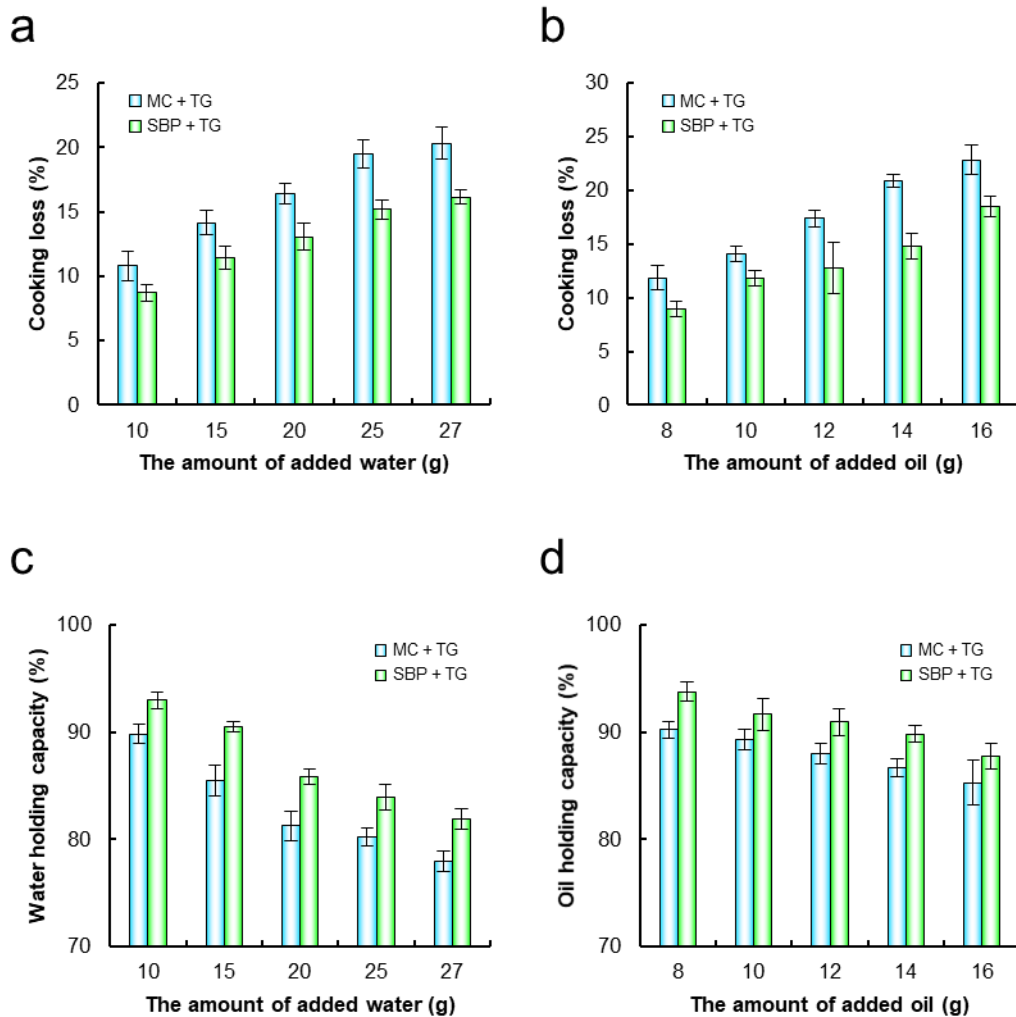 a
Cooking loss (%)
25
20
15
10
5
0
MC + TG
SBP + TG
10 15 20 25 27
The amount of added water (g)
b
Cooking loss (%)
30
25
20
15
10
5
0
MC + TG
SBP + TG
8 10 12 14 16
The amount of added oil (g)
c
Water holding capacity (%)
100
90
80
70
MC + TG
SBP + TG
10 15 20 25 27
The amount of added water (g)
d
Oil holding capacity (%)
100
90
80
70
MC + TG
SBP + TG
8 10 12 14 16
The amount of added oil (g)